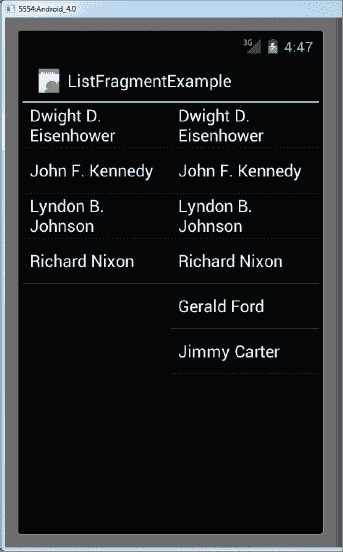 5554:Android_4.0
3G 4:47
ListFragmentExample
Dwight D.
Eisenhower
John F. Kennedy
Lyndon B.
Johnson
Richard Nixon
Dwight D.
Eisenhower
John F. Kennedy
Lyndon B.
Johnson
Richard Nixon
Gerald Ford
Jimmy Carter